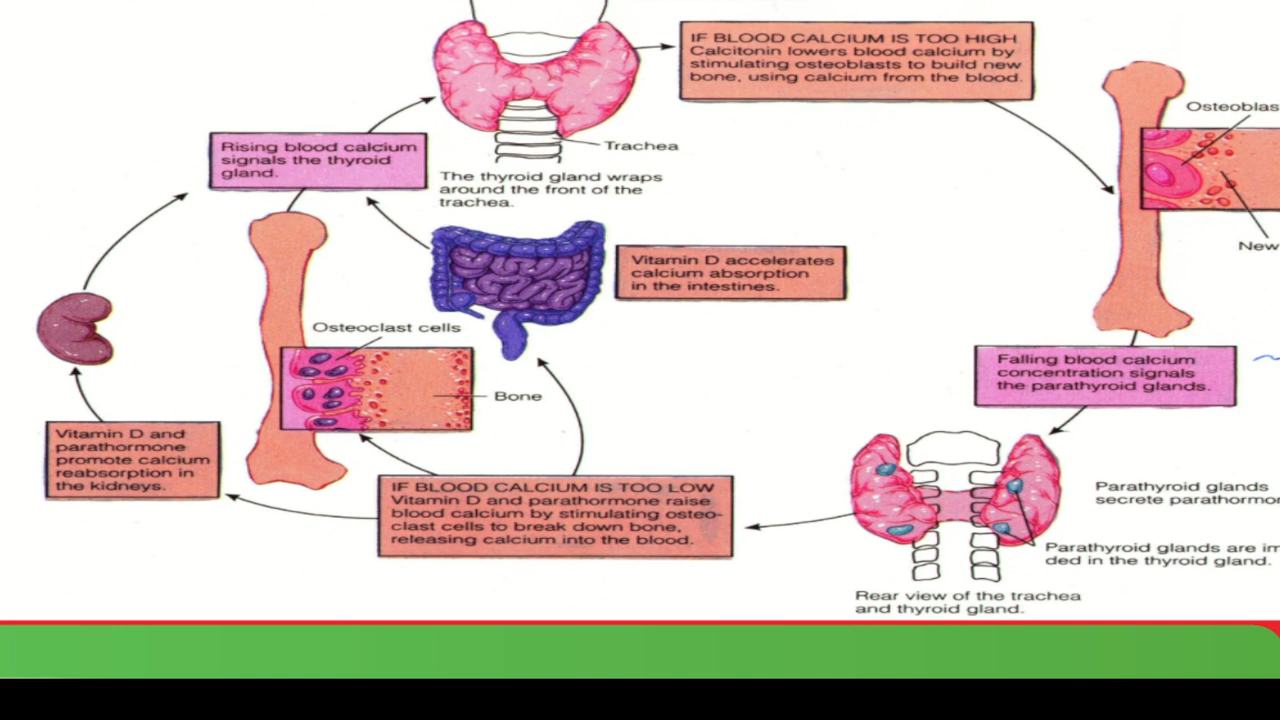 IF BLOOD CALCIUM IS TOO HIGH
Calcitonin lowers blood calcium by
stimulating osteoblasts to build new
bone, using calcium from the blood.
Osteoblas
New
Trachea
Rising blood calcium
signals the thyroid
gland.
The thyroid gland wraps
around the front of the
trachea.
Vitamin D accelerates
calcium absorption
in the intestines.
Osteoclast cells
Bone
Falling blood calcium
concentration signals
the parathyroid glands.
Vitamin D and
parathormone
promote calcium
reabsorption in
the kidneys.
IF BLOOD CALCIUM IS TOO LOW
Vitamin D and parathormone raise
blood calcium by stimulating osteo-
clast cells to break down bone,
releasing calcium into the blood.
Parathyroid glands
secrete parathormo
Parathyroid glands are im
ded in the thyroid gland.
Rear view of the trachea
and thyroid gland.